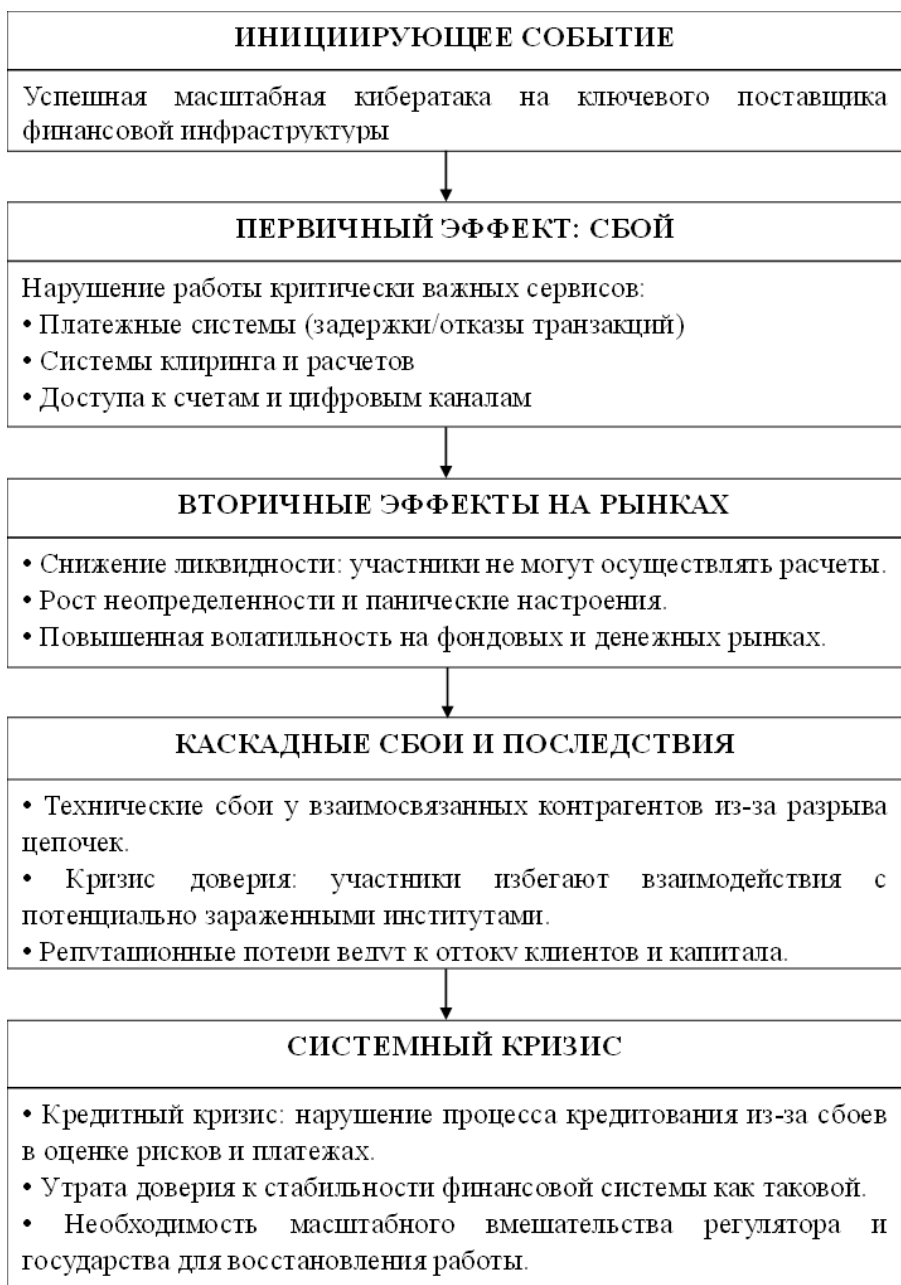 ИНИЦИИРУЮЩЕЕ СОБЫТИЕ
Успешная масштабная кибератака на ключевого поставщика
финансовой инфраструктуры
ПЕРВИЧНЫЙ ЭФФЕКТ: СБОЙ
Нарушение работы критически важных сервисов:
• Платежные системы (задержки/отказы транзакций)
• Системы клиринга и расчетов
• Доступа к счетам и цифровым каналам
ВТОРИЧНЫЕ ЭФФЕКТЫ НА РЫНКАХ
• Снижение ликвидности: участники не могут осуществлять расчеты.
• Рост неопределенности и панические настроения.
• Повышенная волатильность на фондовых и денежных рынках.
КАСКАДНЫЕ СБОИ И ПОСЛЕДСТВИЯ
• Технические сбои у взаимосвязанных контрагентов из-за разрыва
цепочек.
• Кризис доверия: участники избегают взаимодействия с
потенциально зараженными институтами.
• Репутационные потери ведут к оттоку клиентов и капитала.
СИСТЕМНЫЙ КРИЗИС
• Кредитный кризис: нарушение процесса кредитования из-за сбоев
в оценке рисков и платежах.
• Утрата доверия к стабильности финансовой системы как таковой.
• Необходимость масштабного вмешательства регулятора и
государства для восстановления работы.